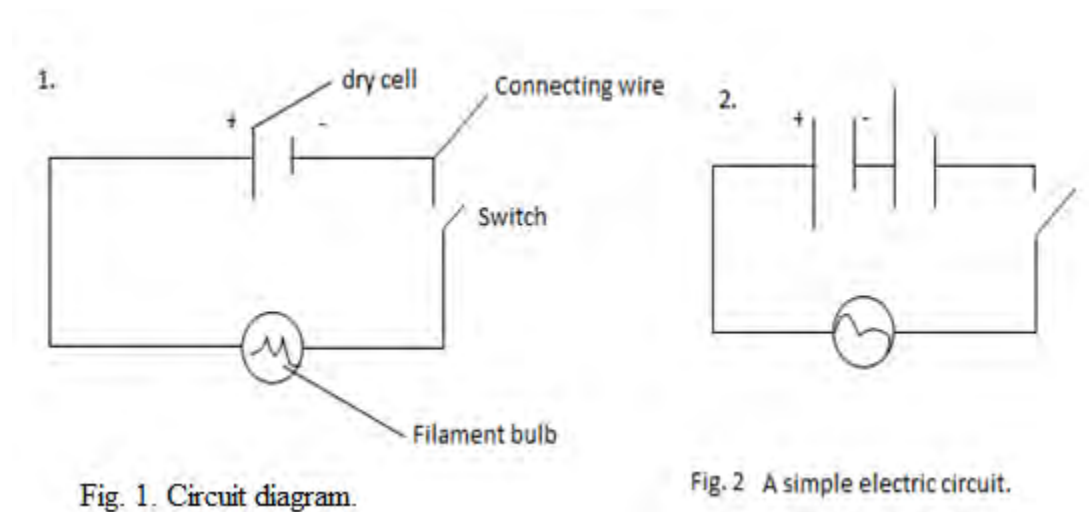 1.
dry cell
Connecting wire
+ -
Switch
Filament bulb
Fig. 1. Circuit diagram.
2.
+ -
Fig. 2 A simple electric circuit.